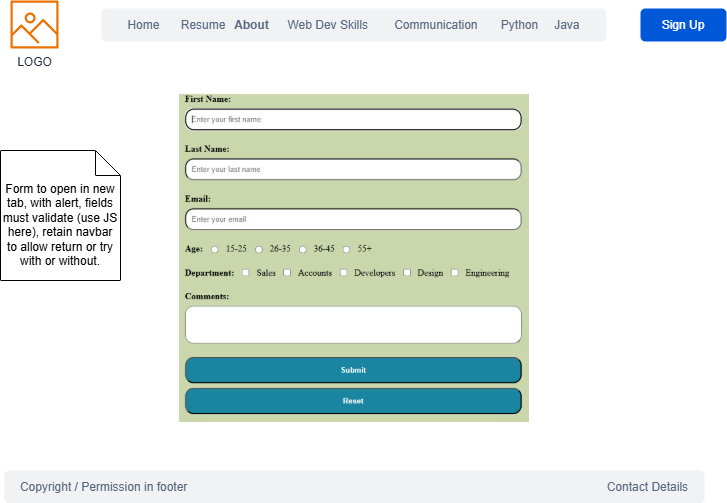 Home Resume About Web Dev Skills Communication Python Java Sign Up
LOGO
First Name:
Enter your first name
Last Name:
Enter your last name
Email:
Enter your email
Age: 15-25 26-35 36-45 55+
Department: Sales Accounts Developers Design Engineering
Comments:
Submit
Reset
Form to open in new
tab, with alert, fields
must validate (use JS
here), retain navbar
to allow return or try
with or without.
Copyright / Permission in footer Contact Details